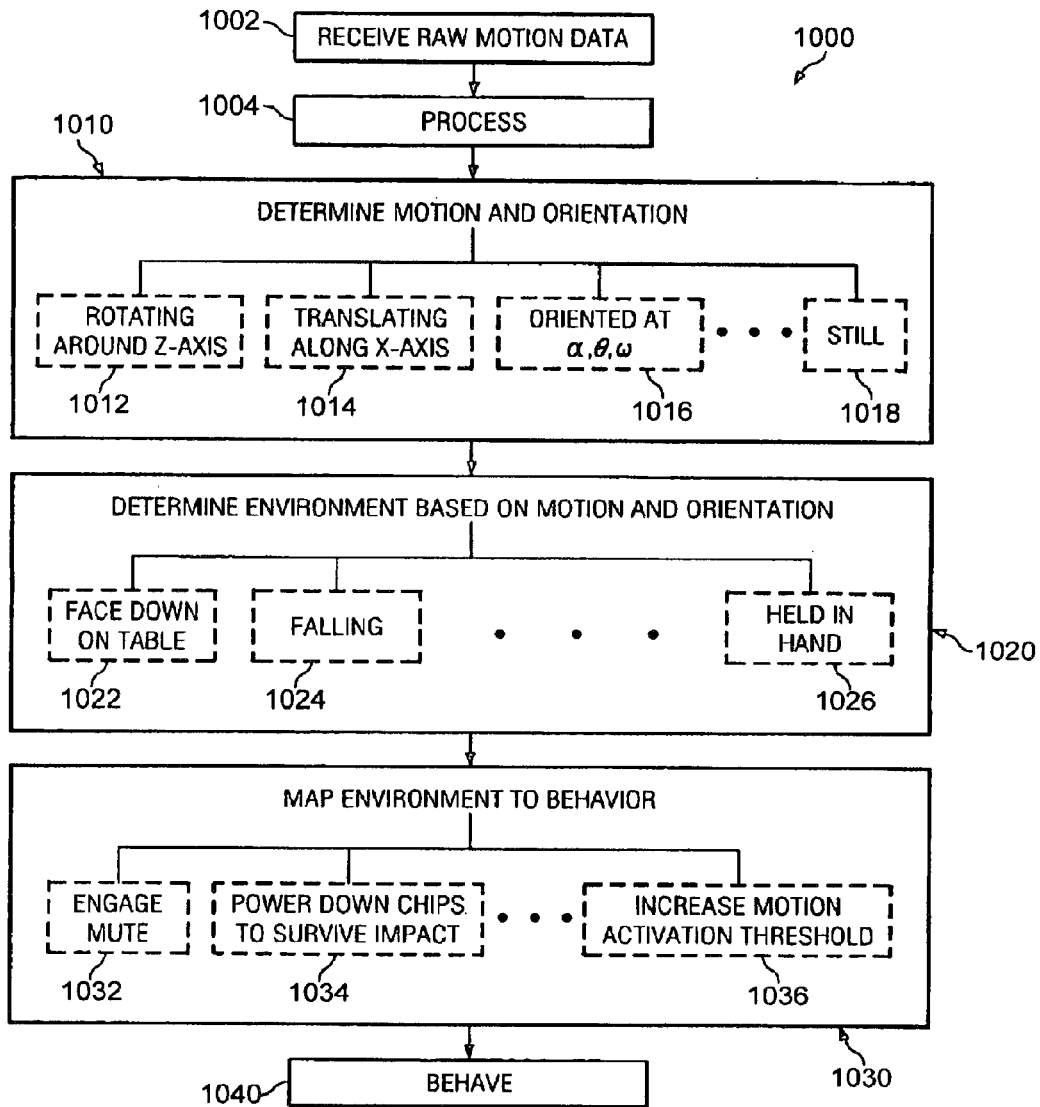 1002
RECEIVE RAW MOTION DATA
1000
1004
PROCESS
1010
DETERMINE MOTION AND ORIENTATION
ROTATING
AROUND Z-AXIS
TRANSLATING
ALONG X-AXIS
ORIENTED AT
α,θ,ω
STILL
1012
1014
1016
1018
DETERMINE ENVIRONMENT BASED ON MOTION AND ORIENTATION
FACE DOWN
ON TABLE
FALLING
HELD IN
HAND
1020
1022
1024
1026
MAP ENVIRONMENT TO BEHAVIOR
ENGAGE
MUTE
POWER DOWN CHIPS
TO SURVIVE IMPACT
INCREASE MOTION
ACTIVATION THRESHOLD
1032
1034
1036
1030
1040
BEHAVE